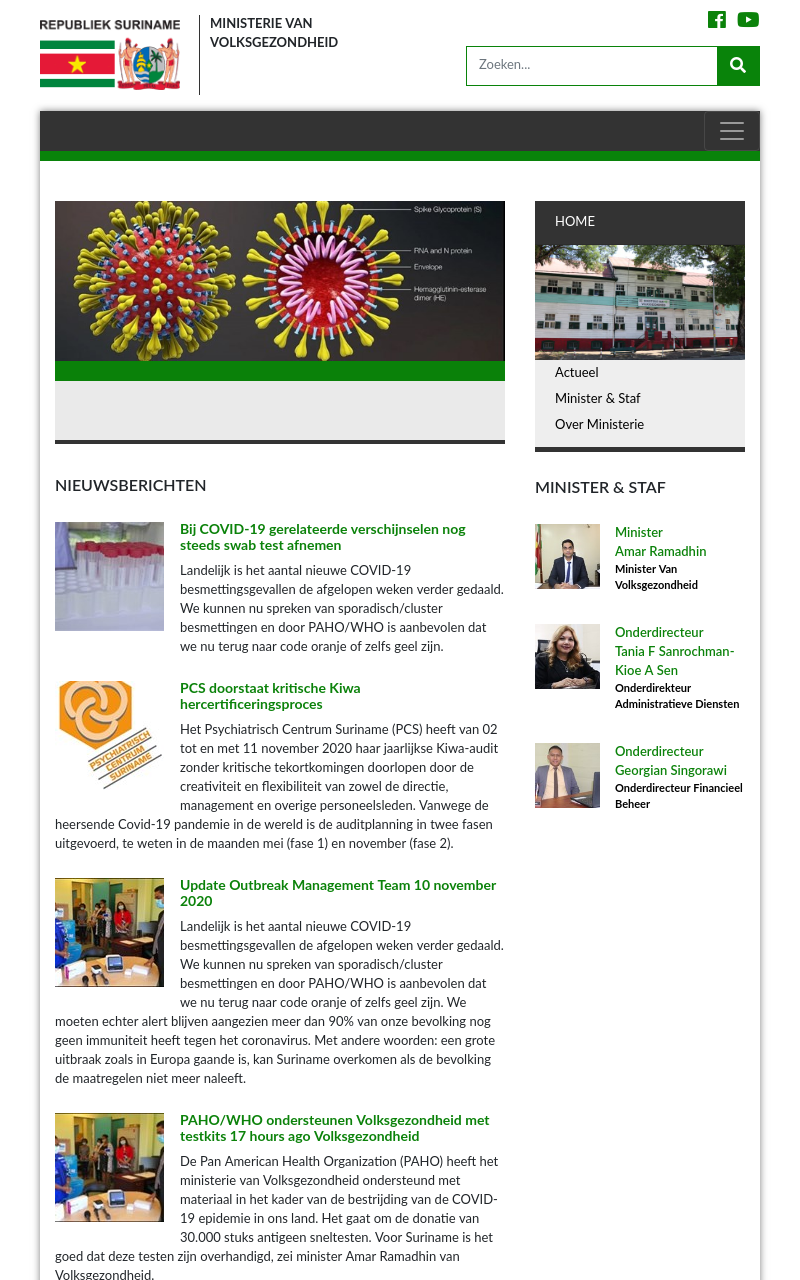 REPUBLIEK SURINAME
MINISTERIE VAN
VOLKSGEZONDHEID
Zoeken...
Spike Glycoprotein (S)
RNA and N protein
Envelope
Hemagglutinin-esterase
dimer (HE)
HOME
Actueel
Minister & Staf
Over Ministerie
NIEUWSBERICHTEN
Bij COVID-19 gerelateerde verschijnselen nog
steeds swab test afnemen
Landelijk is het aantal nieuwe COVID-19
besmettingsgevallen de afgelopen weken verder gedaald.
We kunnen nu spreken van sporadisch/cluster
besmettingen en door PAHO/WHO is aanbevolen dat
we nu terug naar code oranje of zelfs geel zijn.
PSYCHIATRISCH
CENTRUM
SURINAME
PCS doorstaat kritische Kiwa
hercertificeringsproces
Het Psychiatrisch Centrum Suriname (PCS) heeft van 02
tot en met 11 november 2020 haar jaarlijkse Kiwa-audit
zonder kritische tekortkomingen doorlopen door de
creativiteit en flexibiliteit van zowel de directie,
management en overige personeelsleden. Vanwege de
heersende Covid-19 pandemie in de wereld is de auditplanning in twee fasen
uitgevoerd, te weten in de maanden mei (fase 1) en november (fase 2).
Update Outbreak Management Team 10 november
2020
Landelijk is het aantal nieuwe COVID-19
besmettingsgevallen de afgelopen weken verder gedaald.
We kunnen nu spreken van sporadisch/cluster
besmettingen en door PAHO/WHO is aanbevolen dat
we nu terug naar code oranje of zelfs geel zijn. We
moeten echter alert blijven aangezien meer dan 90% van onze bevolking nog
geen immuniteit heeft tegen het coronavirus. Met andere woorden: een grote
uitbraak zoals in Europa gaande is, kan Suriname overkomen als de bevolking
de maatregelen niet meer naleeft.
PAHO/WHO ondersteunen Volksgezondheid met
testkits 17 hours ago Volksgezondheid
De Pan American Health Organization (PAHO) heeft het
ministerie van Volksgezondheid ondersteund met
materiaal in het kader van de bestrijding van de COVID-
19 epidemie in ons land. Het gaat om de donatie van
30.000 stuks antigeen sneltesten. Voor Suriname is het
goed dat deze testen zijn overhandigd, zei minister Amar Ramadhin van
Volksgezondheid.
MINISTER & STAF
Minister
Amar Ramadhin
Minister Van
Volksgezondheid
Onderdirecteur
Tania F Sanrochman-
Kioe A Sen
Onderdirekteur
Administratieve Diensten
Onderdirecteur
Georgian Singorawi
Onderdirecteur Financieel
Beheer